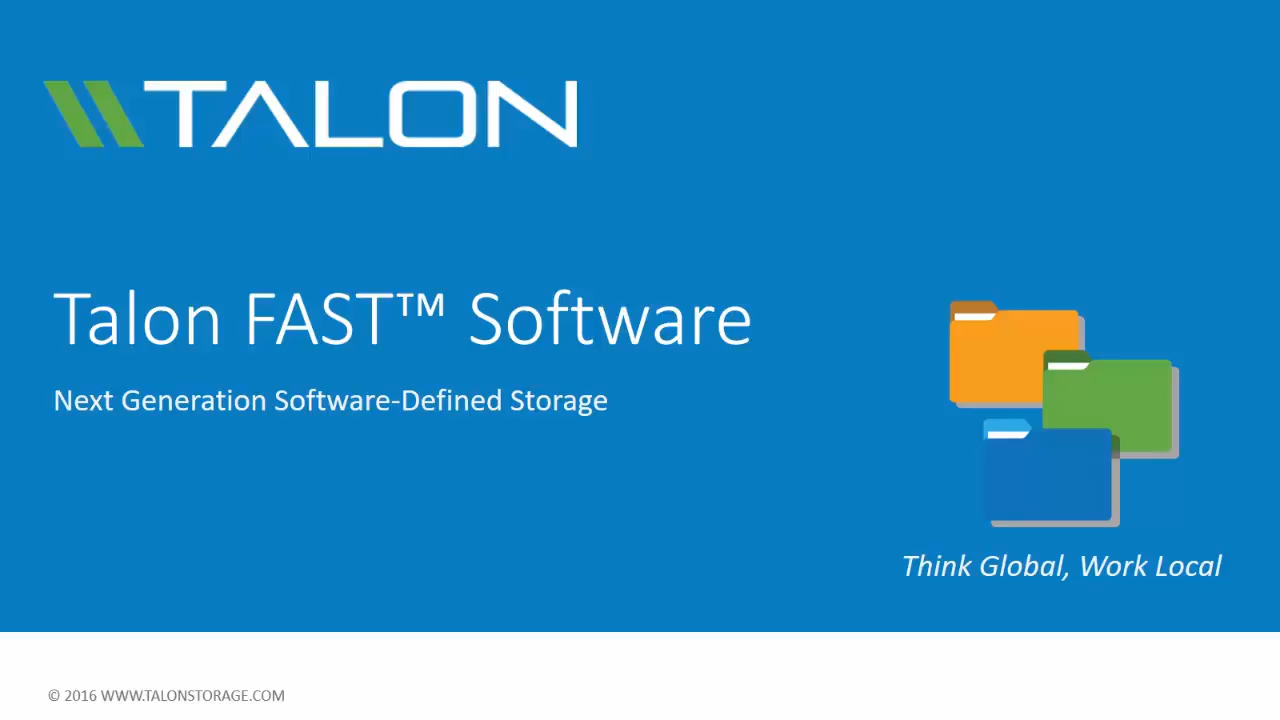 TALON
Talon FAST™ Software
Next Generation Software-Defined Storage
Think Global, Work Local
© 2016 WWW.TALONSTORAGE.COM